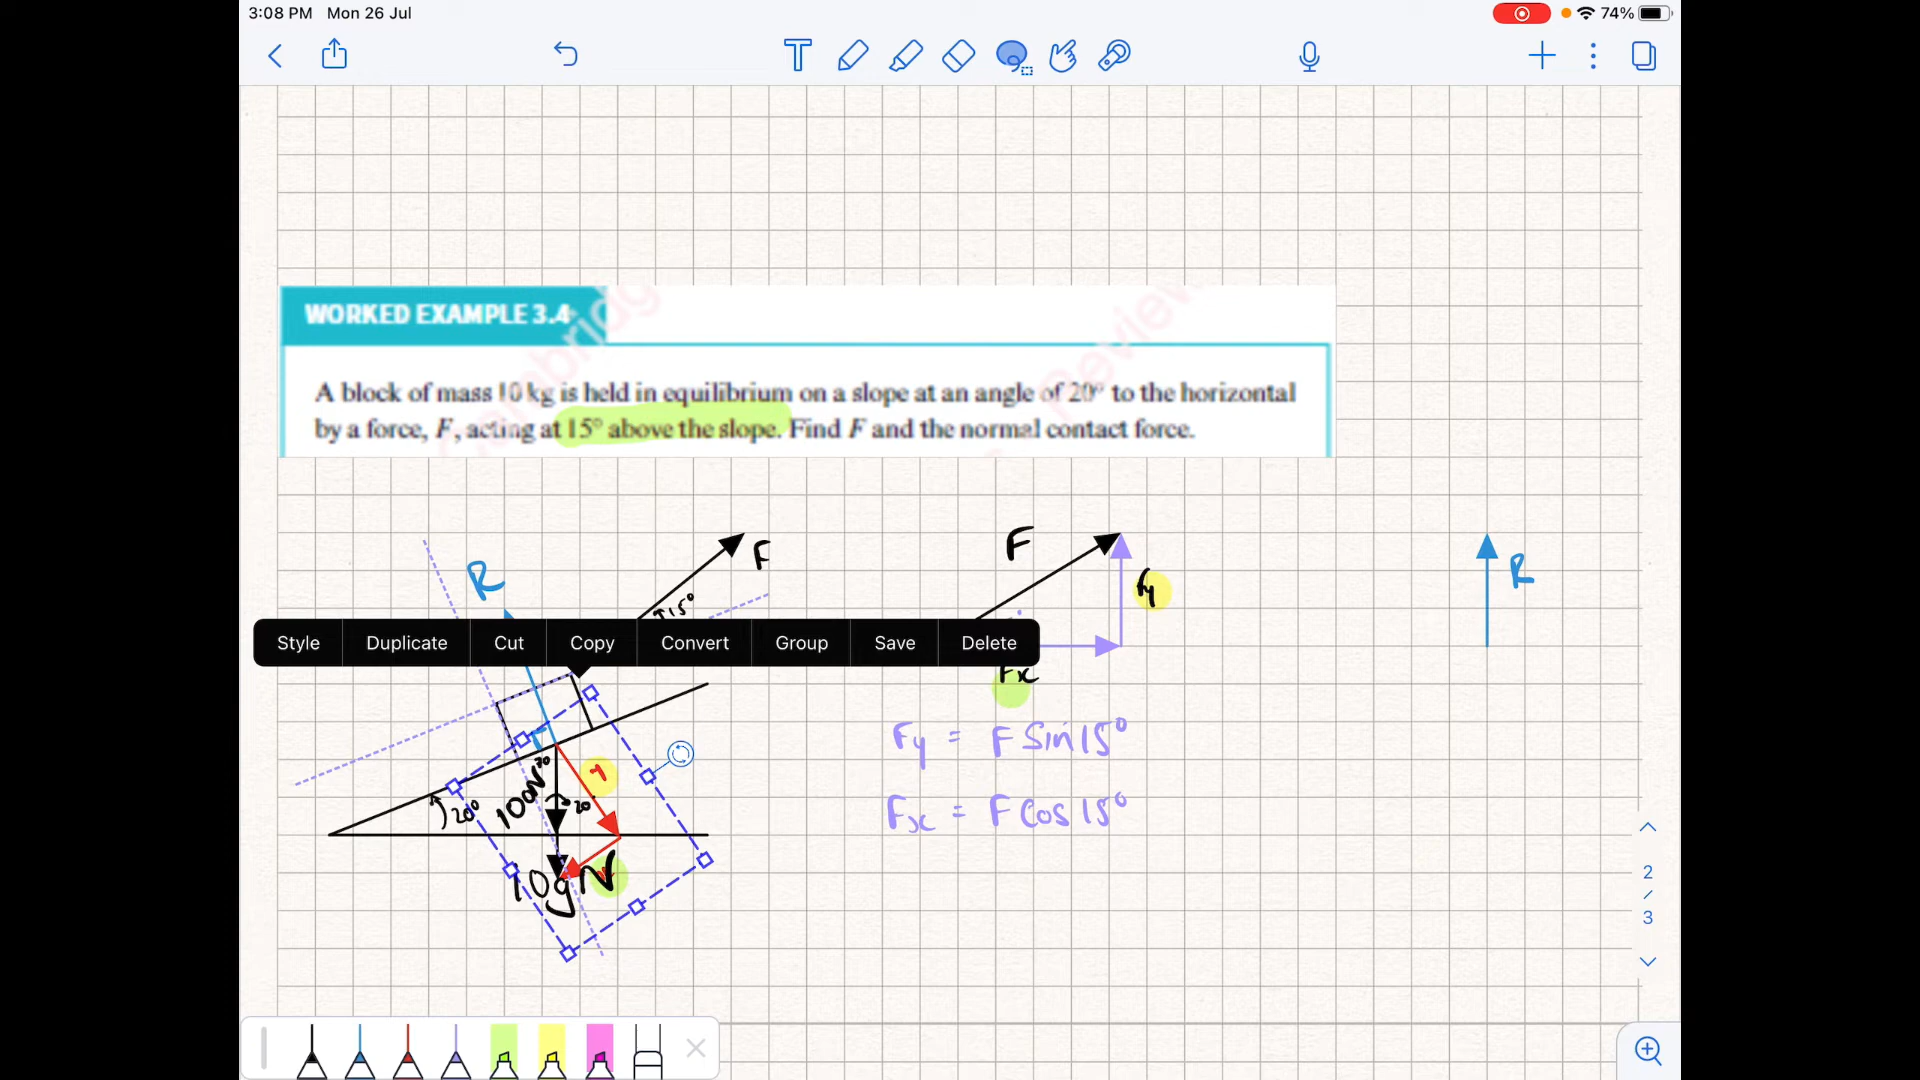 3:08 PM Mon 26 Jul
74%
WORKED EXAMPLE 3.4
A block of mass 10 kg is held in equilibrium on a slope at an angle of 20° to the horizontal
by a force, F, acting at 15° above the slope. Find F and the normal contact force.
R
F
15°
F
Fy
R
Style Duplicate Cut Copy Convert Group Save Delete
Fx
Fy = F Sin 15°
Fx = F Cos 15°
20°
100N
70
20°
y
10gN
2
/
3